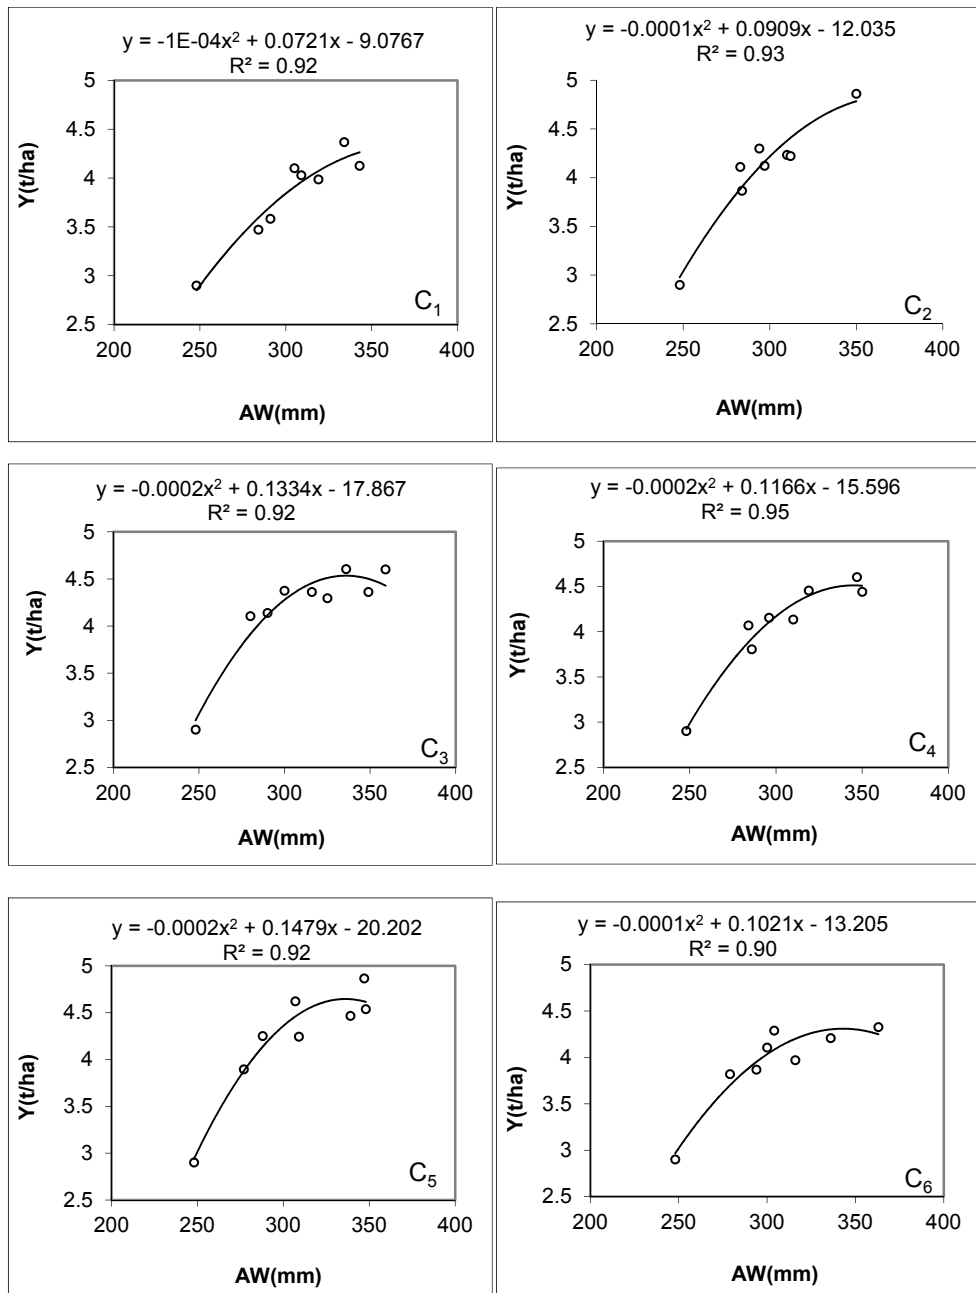 y = -1E-04x² + 0.0721x - 9.0767
R² = 0.92
5
4.5
4
3.5
3
2.5
Y(t/ha)
C₁
200 250 300 350 400
AW(mm)
y = -0.0001x² + 0.0909x - 12.035
R² = 0.93
5
4.5
4
3.5
3
2.5
Y(t/ha)
C₂
200 250 300 350 400
AW(mm)
y = -0.0002x² + 0.1334x - 17.867
R² = 0.92
5
4.5
4
3.5
3
2.5
Y(t/ha)
C₃
200 250 300 350 400
AW(mm)
y = -0.0002x² + 0.1166x - 15.596
R² = 0.95
5
4.5
4
3.5
3
2.5
Y(t/ha)
C₄
200 250 300 350 400
AW(mm)
y = -0.0002x² + 0.1479x - 20.202
R² = 0.92
5
4.5
4
3.5
3
2.5
Y(t/ha)
C₅
200 250 300 350 400
AW(mm)
y = -0.0001x² + 0.1021x - 13.205
R² = 0.90
5
4.5
4
3.5
3
2.5
Y(t/ha)
C₆
200 250 300 350 400
AW(mm)